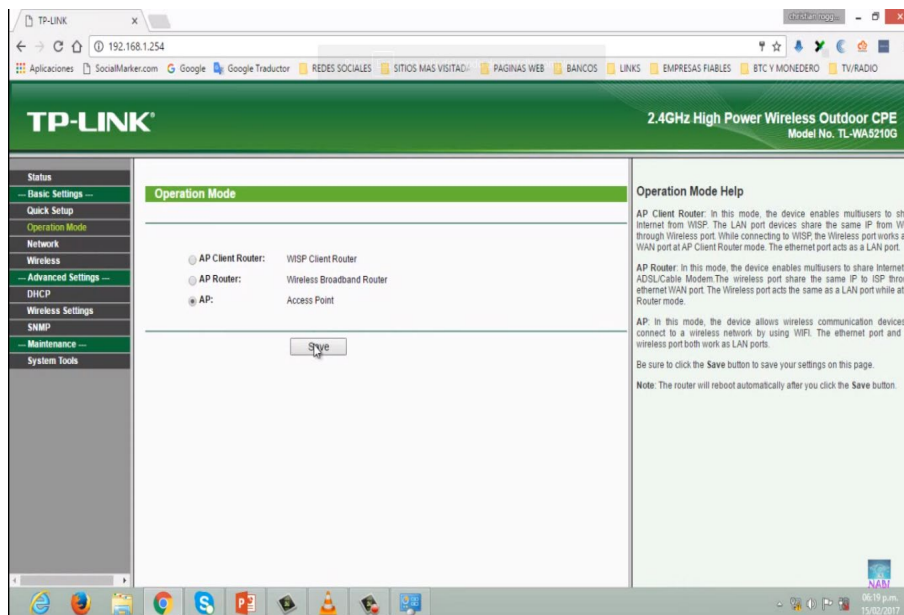 TP-LINK
192.168.1.254
Aplicaciones
SocialMarker.com
Google
Google Traductor
REDES SOCIALES
SITIOS MAS VISITAD
PAGINAS WEB
BANCOS
LINKS
EMPRESAS FIABLES
BTC Y MONEDERO
TV/RADIO
TP-LINK
2.4GHz High Power Wireless Outdoor CPE
Model No. TL-WA5210G
Status
--- Basic Settings ---
Quick Setup
Operation Mode
Network
Wireless
--- Advanced Settings ---
DHCP
Wireless Settings
SNMP
--- Maintenance ---
System Tools
Operation Mode
AP Client Router: WISP Client Router
AP Router: Wireless Broadband Router
AP: Access Point
Save
Operation Mode Help
AP Client Router: In this mode, the device enables multiusers to sh
Internet from WISP. The LAN port devices share the same IP from W
through Wireless port. While connecting to WISP, the Wireless port works a
WAN port at AP Client Router mode. The ethernet port acts as a LAN port.
AP Router: In this mode, the device enables multiusers to share Internet
ADSL/Cable Modem.The wireless port share the same IP to ISP throu
ethernet WAN port. The Wireless port acts the same as a LAN port while at
Router mode.
AP: In this mode, the device allows wireless communication devices
connect to a wireless network by using WIFI. The ethernet port and
wireless port both work as LAN ports.
Be sure to click the Save button to save your settings on this page.
Note: The router will reboot automatically after you click the Save button.
NABI
06:19 p.m.
15/02/2017